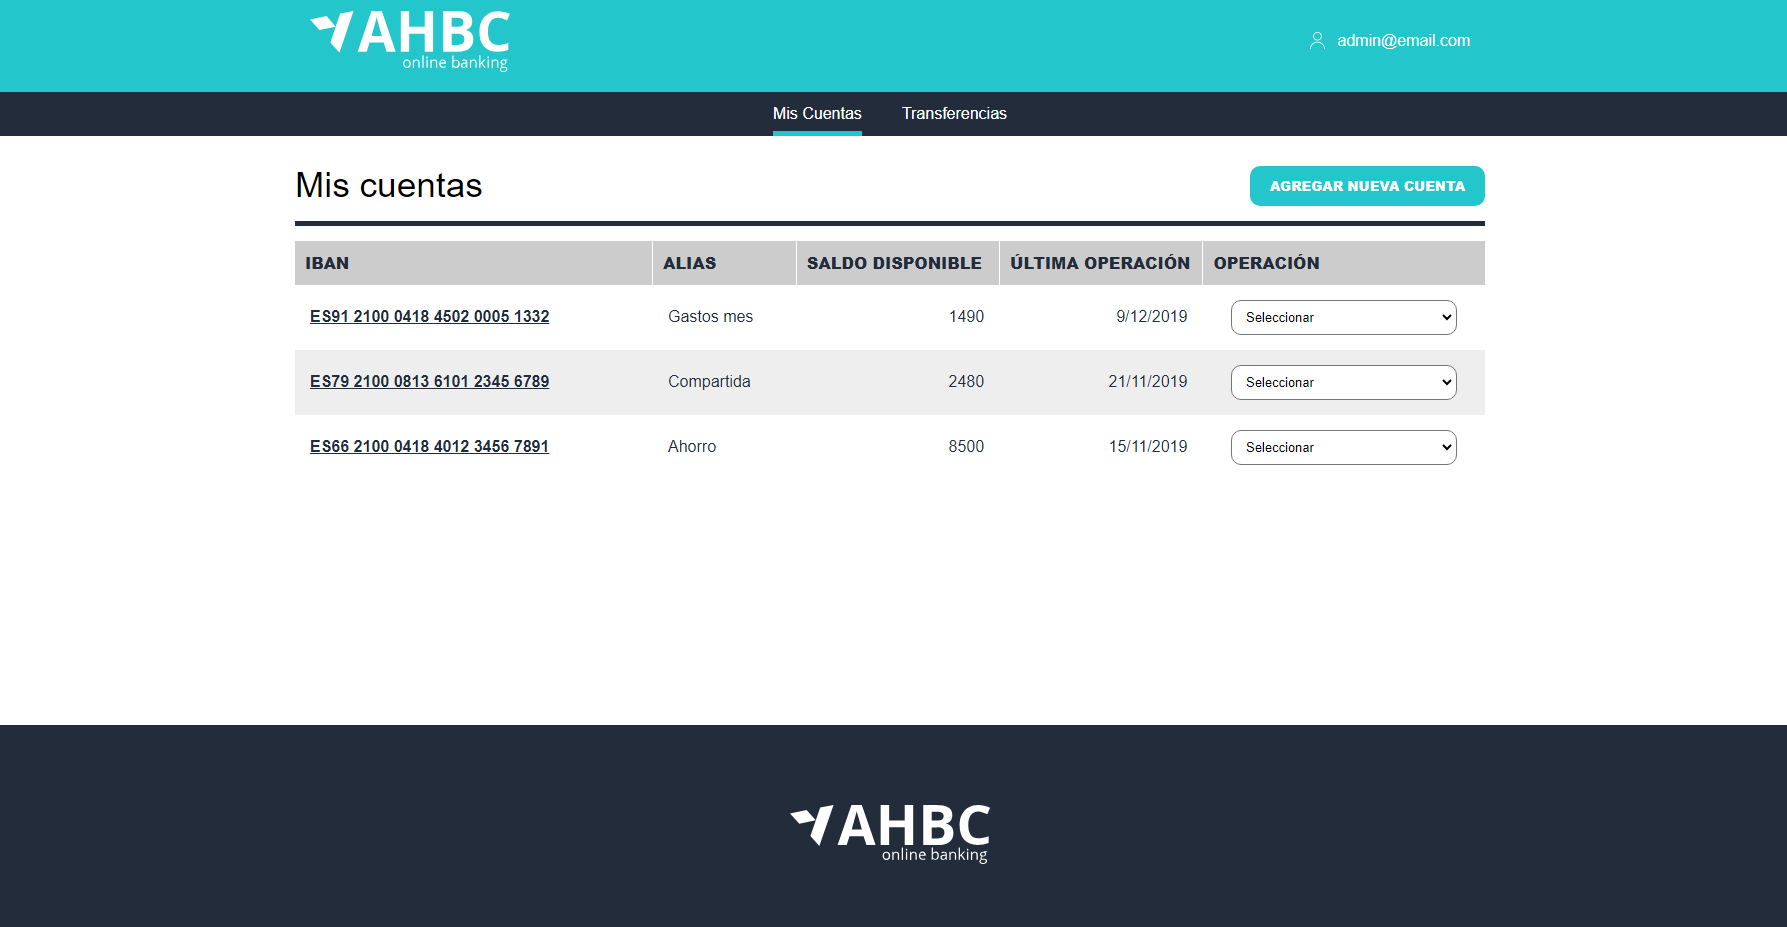 AHBC
online banking
admin@email.com
Mis Cuentas Transferencias
Mis cuentas
AGREGAR NUEVA CUENTA
IBAN ALIAS SALDO DISPONIBLE ÚLTIMA OPERACIÓN OPERACIÓN
ES91 2100 0418 4502 0005 1332 Gastos mes 1490 9/12/2019 Seleccionar
ES79 2100 0813 6101 2345 6789 Compartida 2480 21/11/2019 Seleccionar
ES66 2100 0418 4012 3456 7891 Ahorro 8500 15/11/2019 Seleccionar
AHBC
online banking